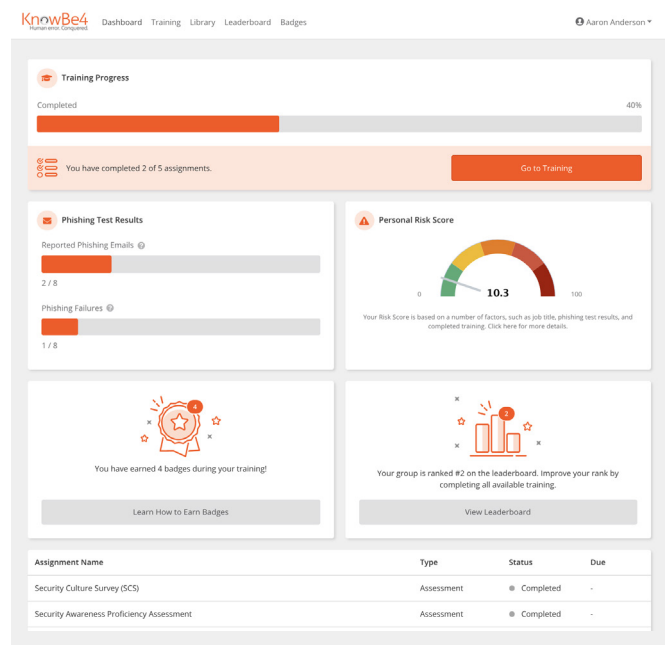 KnowBe4
Human error. Conquered.
Dashboard Training Library Leaderboard Badges
Aaron Anderson
Training Progress
Completed 40%
You have completed 2 of 5 assignments.
Go to Training
Phishing Test Results
Reported Phishing Emails
2 / 8
Phishing Failures
1 / 8
Personal Risk Score
0 10.3 100
Your Risk Score is based on a number of factors, such as job title, phishing test results, and
completed training. Click here for more details.
4
You have earned 4 badges during your training!
Learn How to Earn Badges
2
Your group is ranked #2 on the leaderboard. Improve your rank by
completing all available training.
View Leaderboard
Assignment Name Type Status Due
Security Culture Survey (SCS) Assessment Completed -
Security Awareness Proficiency Assessment Assessment Completed -